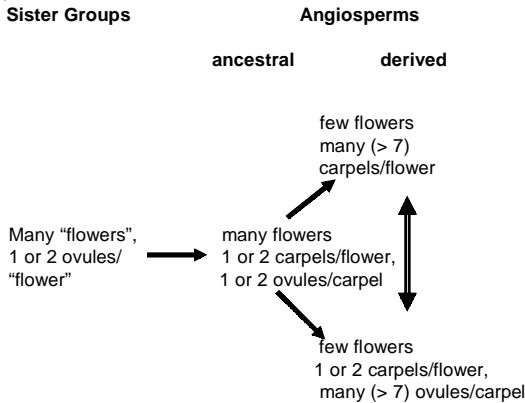 Sister Groups
Angiosperms
ancestral
derived
few flowers
many (> 7)
carpels/flower
Many “flowers”,
1 or 2 ovules/
“flower”
many flowers
1 or 2 carpels/flower,
1 or 2 ovules/carpel
few flowers
1 or 2 carpels/flower,
many (> 7) ovules/carpel